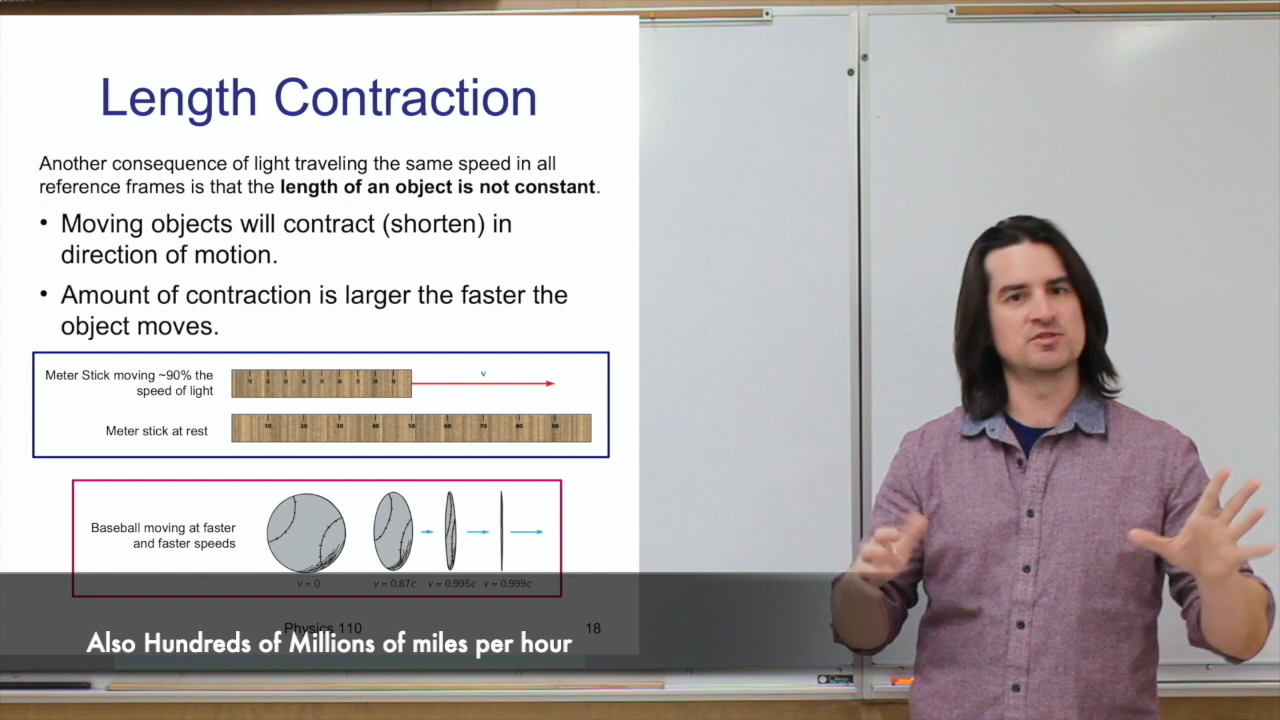 Length Contraction
Another consequence of light traveling the same speed in all
reference frames is that the length of an object is not constant.
• Moving objects will contract (shorten) in
direction of motion.
• Amount of contraction is larger the faster the
object moves.
Meter Stick moving ~90% the
speed of light
v
Meter stick at rest
10 20 30 40 50 60 70 80 90
Baseball moving at faster
and faster speeds
v = 0 v = 0.87c v = 0.995c v = 0.999c
Physics 110
18
Also Hundreds of Millions of miles per hour